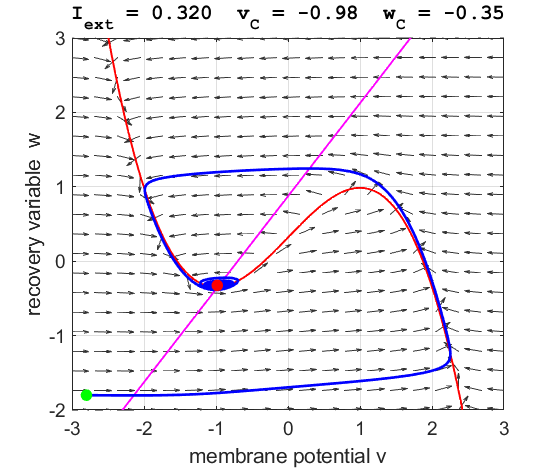 I_ext = 0.320 v_C = -0.98 w_C = -0.35
3
2
1
0
-1
-2
recovery variable w
-3 -2 -1 0 1 2 3
membrane potential v